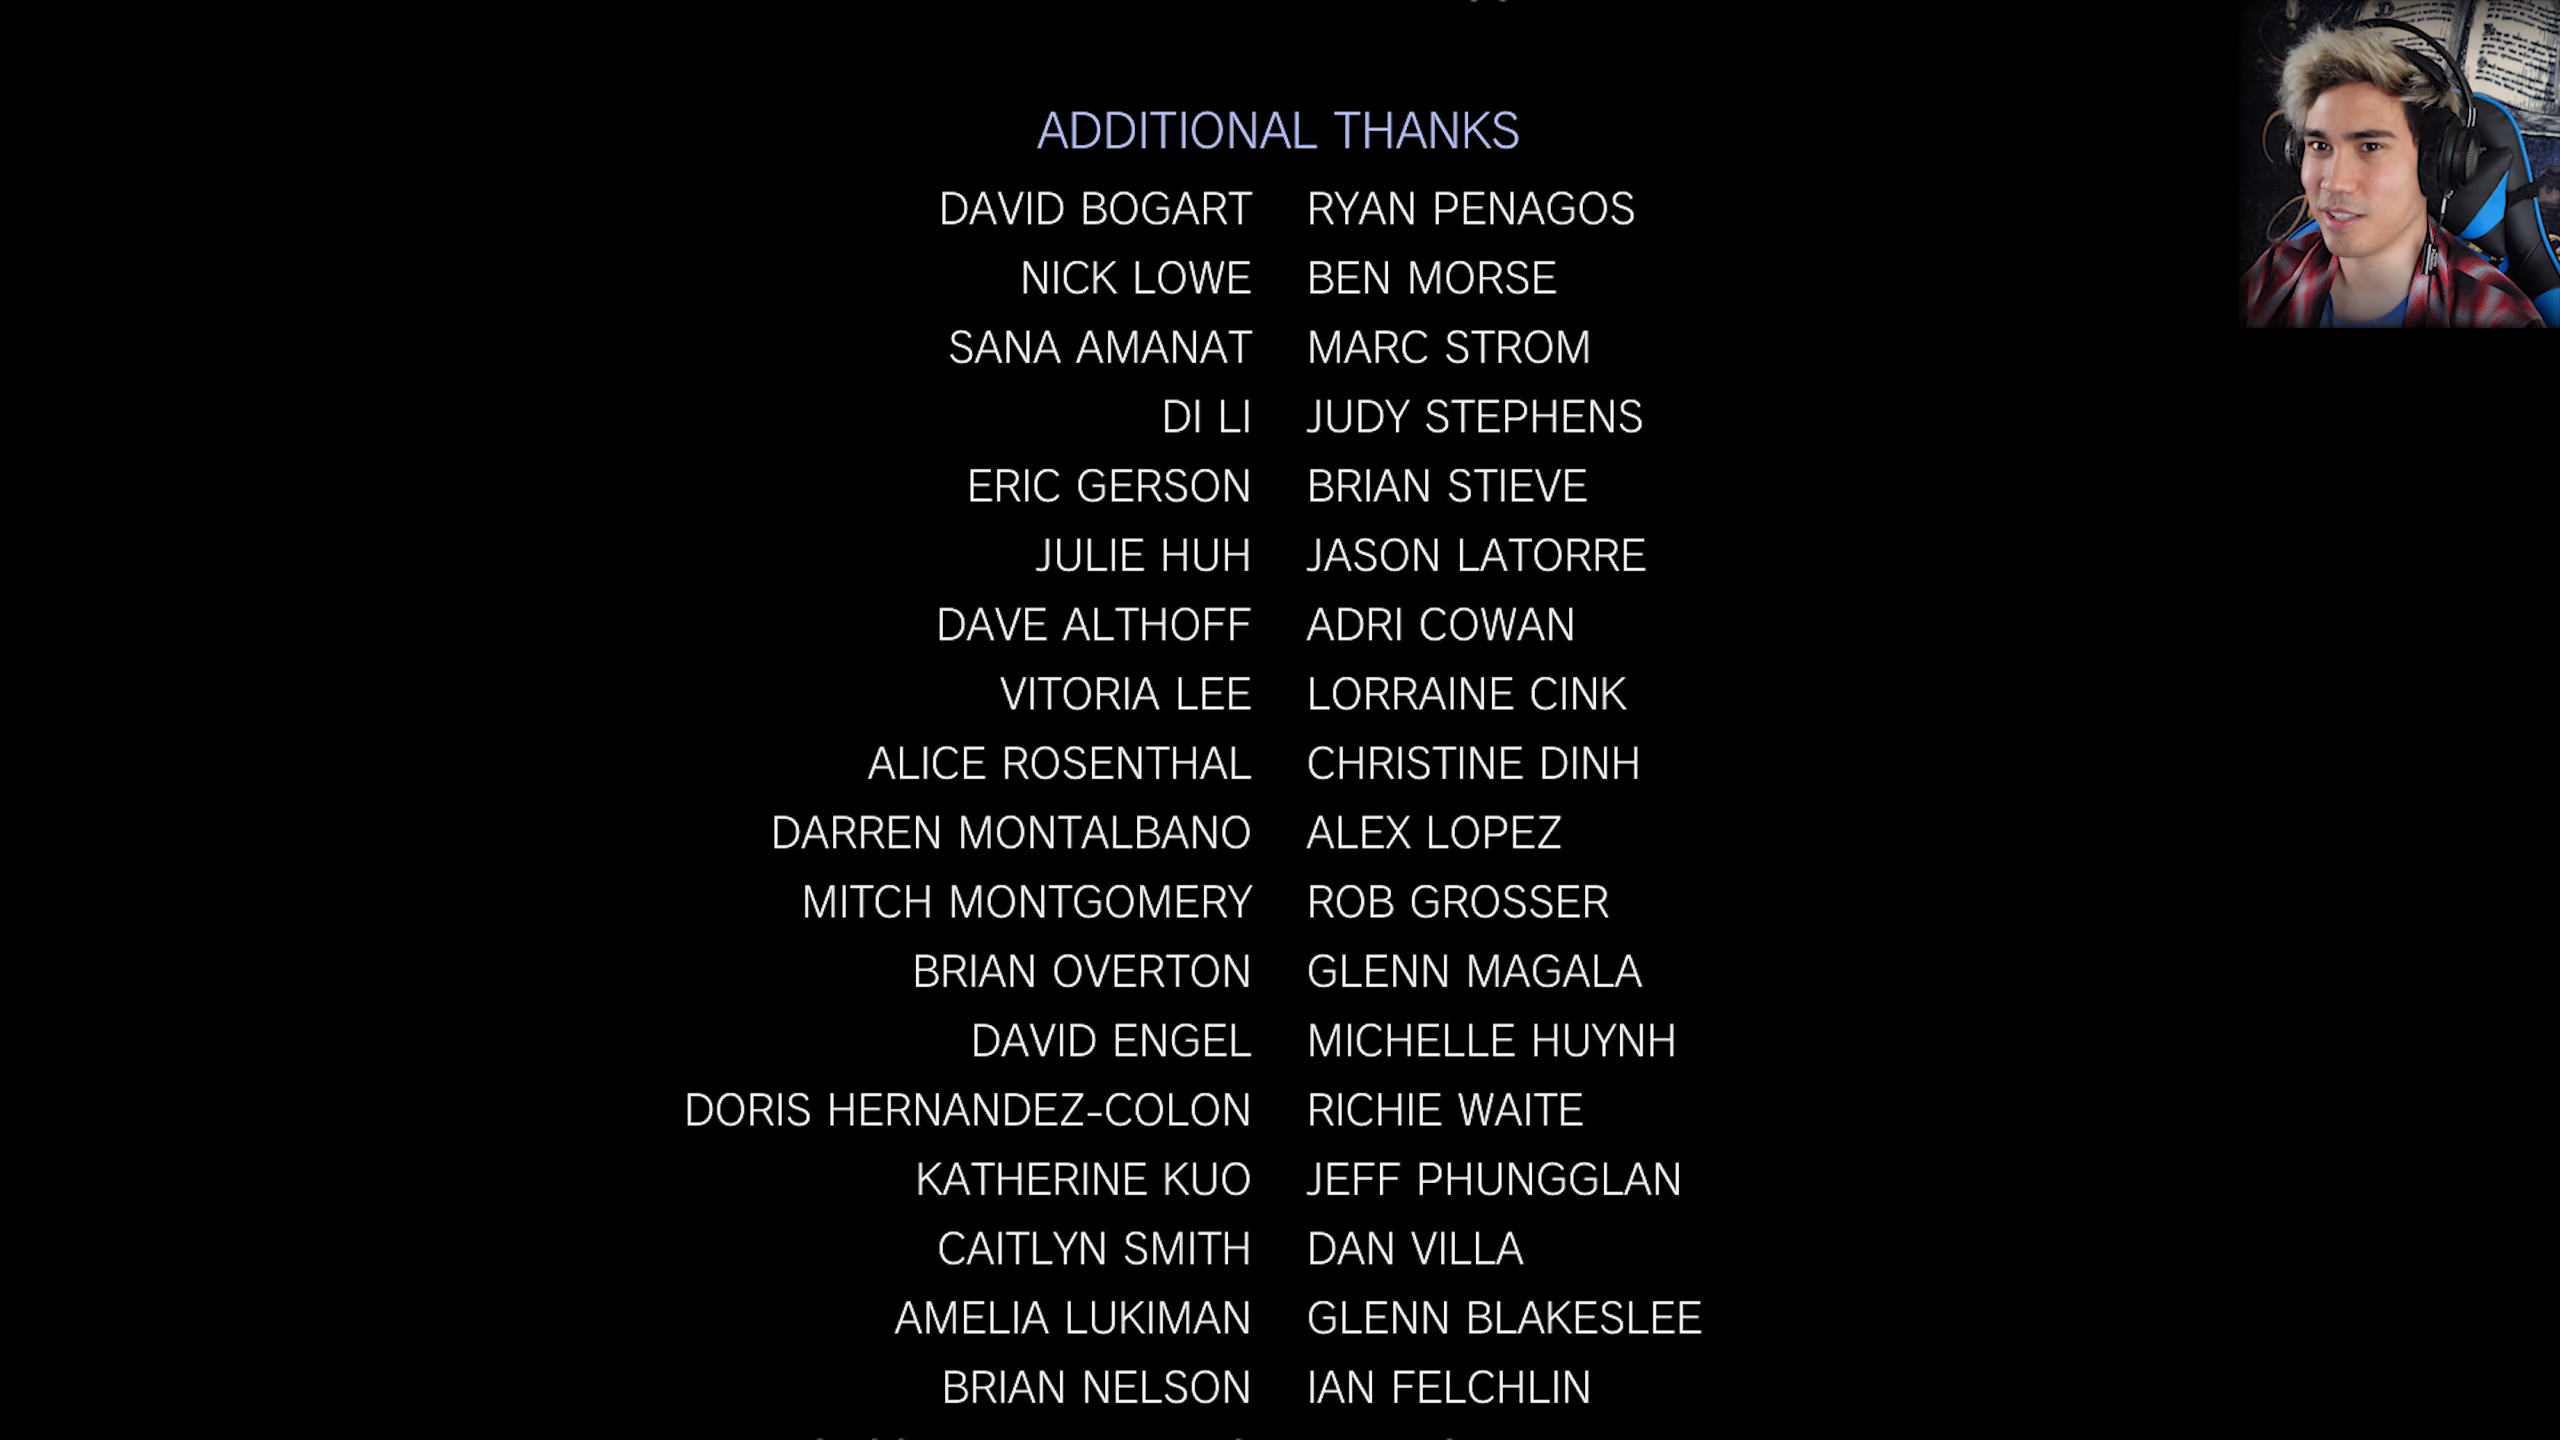 ADDITIONAL THANKS
DAVID BOGART RYAN PENAGOS
NICK LOWE BEN MORSE
SANA AMANAT MARC STROM
DI LI JUDY STEPHENS
ERIC GERSON BRIAN STIEVE
JULIE HUH JASON LATORRE
DAVE ALTHOFF ADRI COWAN
VITORIA LEE LORRAINE CINK
ALICE ROSENTHAL CHRISTINE DINH
DARREN MONTALBANO ALEX LOPEZ
MITCH MONTGOMERY ROB GROSSER
BRIAN OVERTON GLENN MAGALA
DAVID ENGEL MICHELLE HUYNH
DORIS HERNANDEZ-COLON RICHIE WAITE
KATHERINE KUO JEFF PHUNGGLAN
CAITLYN SMITH DAN VILLA
AMELIA LUKIMAN GLENN BLAKESLEE
BRIAN NELSON IAN FELCHLIN